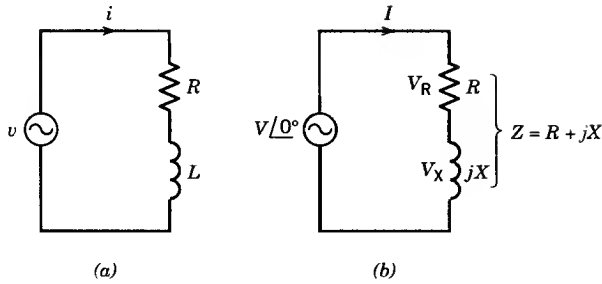 i
R
v
L
(a)
I
V_R R
V/0°
Z = R + jX
V_X jX
(b)